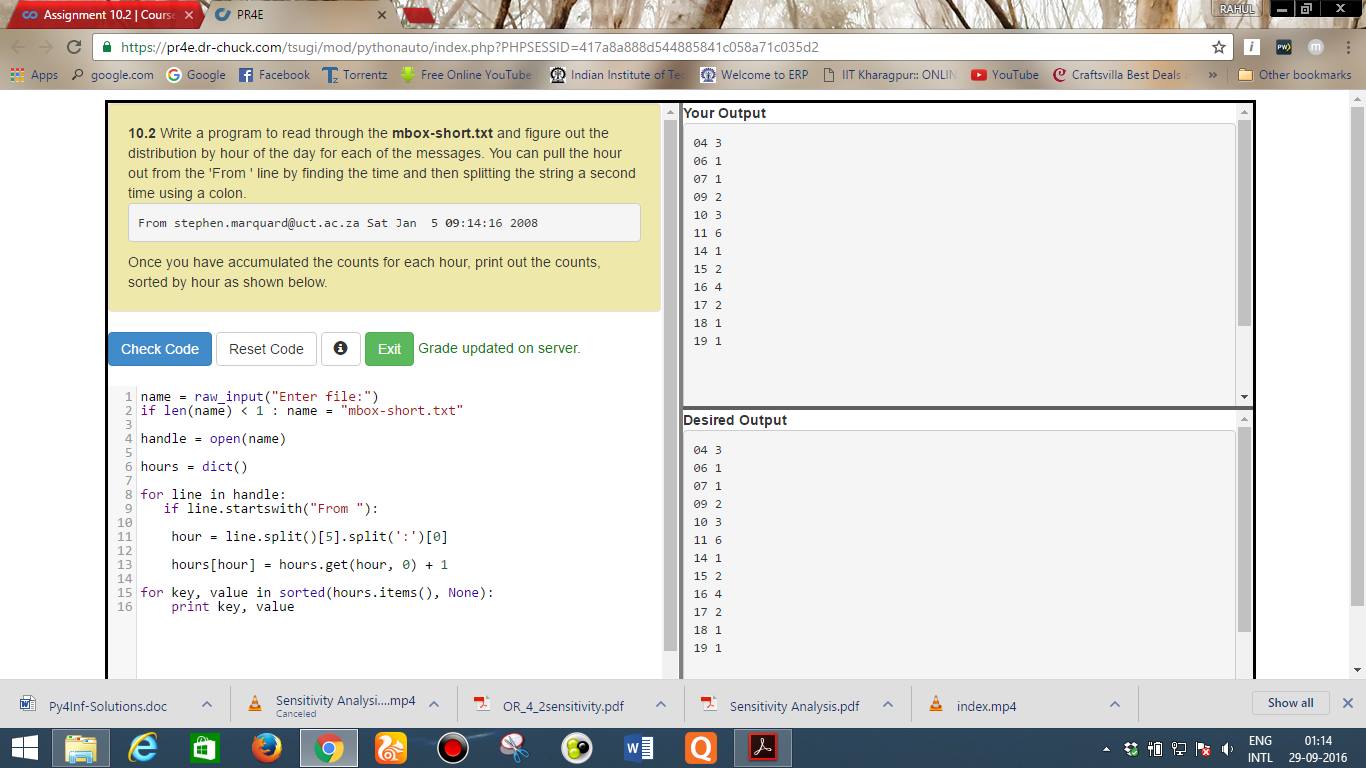 Assignment 10.2 | Course
PR4E
RAHUL
https://pr4e.dr-chuck.com/tsugi/mod/pythonauto/index.php?PHPSESSID=417a8a888d544885841c058a71c035d2
Apps google.com Google Facebook Torrentz Free Online YouTube Indian Institute of Tec Welcome to ERP IIT Kharagpur:: ONLIN YouTube Craftsvilla Best Deals » Other bookmarks
10.2 Write a program to read through the mbox-short.txt and figure out the
distribution by hour of the day for each of the messages. You can pull the hour
out from the 'From ' line by finding the time and then splitting the string a second
time using a colon.
From stephen.marquard@uct.ac.za Sat Jan  5 09:14:16 2008
Once you have accumulated the counts for each hour, print out the counts,
sorted by hour as shown below.
Check Code Reset Code Exit Grade updated on server.
1 name = raw_input("Enter file:")
2 if len(name) < 1 : name = "mbox-short.txt"
3
4 handle = open(name)
5
6 hours = dict()
7
8 for line in handle:
9    if line.startswith("From "):
10
11     hour = line.split()[5].split(':')[0]
12
13     hours[hour] = hours.get(hour, 0) + 1
14
15 for key, value in sorted(hours.items(), None):
16     print key, value
Your Output
04 3
06 1
07 1
09 2
10 3
11 6
14 1
15 2
16 4
17 2
18 1
19 1
Desired Output
04 3
06 1
07 1
09 2
10 3
11 6
14 1
15 2
16 4
17 2
18 1
19 1
Py4Inf-Solutions.doc
Sensitivity Analysi....mp4
Canceled
OR_4_2sensitivity.pdf
Sensitivity Analysis.pdf
index.mp4
Show all
ENG
INTL
01:14
29-09-2016